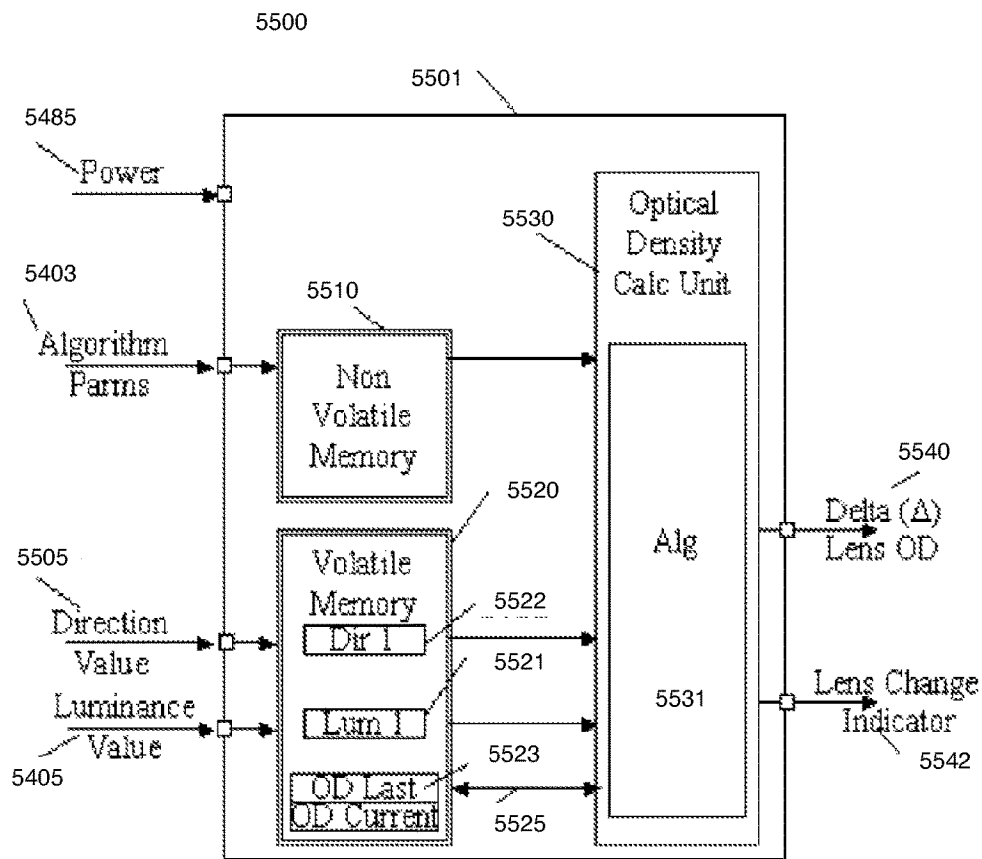 5500
5501
5485
Power
5530
Optical
Density
Calc Unit
5403
Algorithm
Parms
5510
Non
Volatile
Memory
5520
5540
Delta (Δ)
Lens OD
Alg
5505
Direction
Value
Volatile
Memory
5522
Dir 1
5521
5531
Lens Change
Indicator
5542
Luminance
Value
5405
Lum 1
5523
OD Last
OD Current
5525